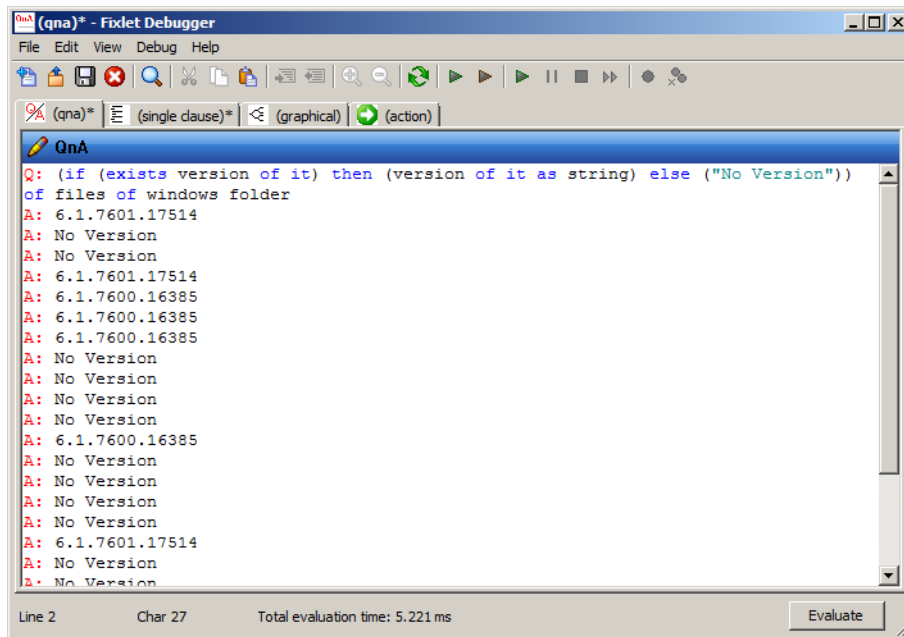 QnA (qna)* - Fixlet Debugger
File Edit View Debug Help
(qna)* (single clause)* (graphical) (action)
QnA
Q: (if (exists version of it) then (version of it as string) else ("No Version"))
of files of windows folder
A: 6.1.7601.17514
A: No Version
A: No Version
A: 6.1.7601.17514
A: 6.1.7600.16385
A: 6.1.7600.16385
A: 6.1.7600.16385
A: No Version
A: No Version
A: No Version
A: No Version
A: 6.1.7600.16385
A: No Version
A: No Version
A: No Version
A: No Version
A: 6.1.7601.17514
A: No Version
A: No Version
Line 2 Char 27 Total evaluation time: 5.221 ms Evaluate